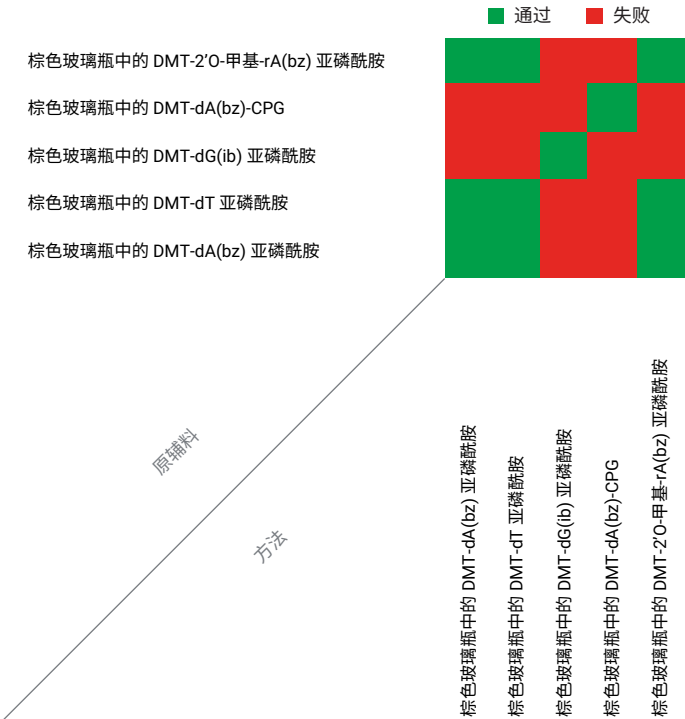 通过 失败
棕色玻璃瓶中的 DMT-2’O-甲基-rA(bz) 亚磷酰胺
棕色玻璃瓶中的 DMT-dA(bz)-CPG
棕色玻璃瓶中的 DMT-dG(ib) 亚磷酰胺
棕色玻璃瓶中的 DMT-dT 亚磷酰胺
棕色玻璃瓶中的 DMT-dA(bz) 亚磷酰胺
原辅料
方法
棕色玻璃瓶中的 DMT-dA(bz) 亚磷酰胺
棕色玻璃瓶中的 DMT-dT 亚磷酰胺
棕色玻璃瓶中的 DMT-dG(ib) 亚磷酰胺
棕色玻璃瓶中的 DMT-dA(bz)-CPG
棕色玻璃瓶中的 DMT-2’O-甲基-rA(bz) 亚磷酰胺